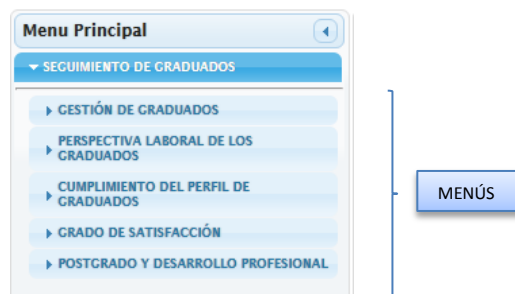 Menu Principal
SEGUIMIENTO DE GRADUADOS
GESTIÓN DE GRADUADOS
PERSPECTIVA LABORAL DE LOS
GRADUADOS
CUMPLIMIENTO DEL PERFIL DE
GRADUADOS
GRADO DE SATISFACCIÓN
POSTGRADO Y DESARROLLO PROFESIONAL
MENÚS